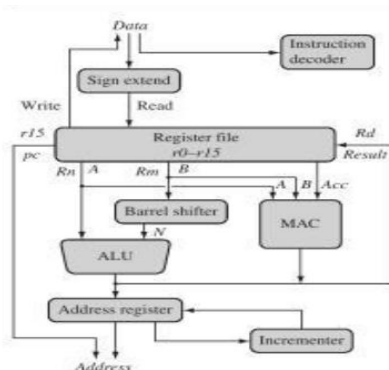 Data
Instruction
decoder
Sign extend
Write
Read
r15
Register file
Rd
pc
r0–r15
Result
Rn
A
Rm
B
A
B
Acc
Barrel shifter
MAC
N
ALU
Address register
Incrementer
Address